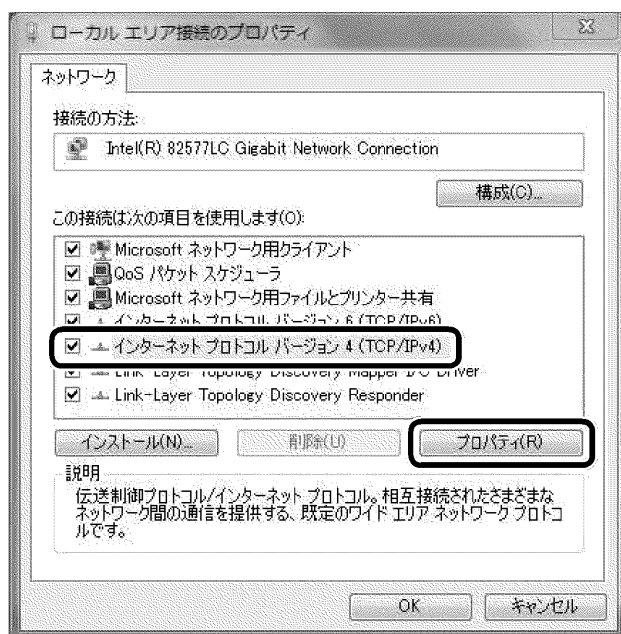 ローカル エリア接続のプロパティ
ネットワーク
接続の方法:
Intel(R) 82577LC Gigabit Network Connection
構成(C)...
この接続は次の項目を使用します(O):
Microsoft ネットワーク用クライアント
QoS パケット スケジューラ
Microsoft ネットワーク用ファイルとプリンター共有
インターネット プロトコル バージョン 6 (TCP/IPv6)
インターネット プロトコル バージョン 4 (TCP/IPv4)
Link-Layer Topology Discovery Mapper I/O Driver
Link-Layer Topology Discovery Responder
インストール(N)...
削除(U)
プロパティ(R)
説明
伝送制御プロトコル/インターネット プロトコル。相互接続されたさまざまな
ネットワーク間の通信を提供する、既定のワイド エリア ネットワーク プロトコ
ルです。
OK
キャンセル